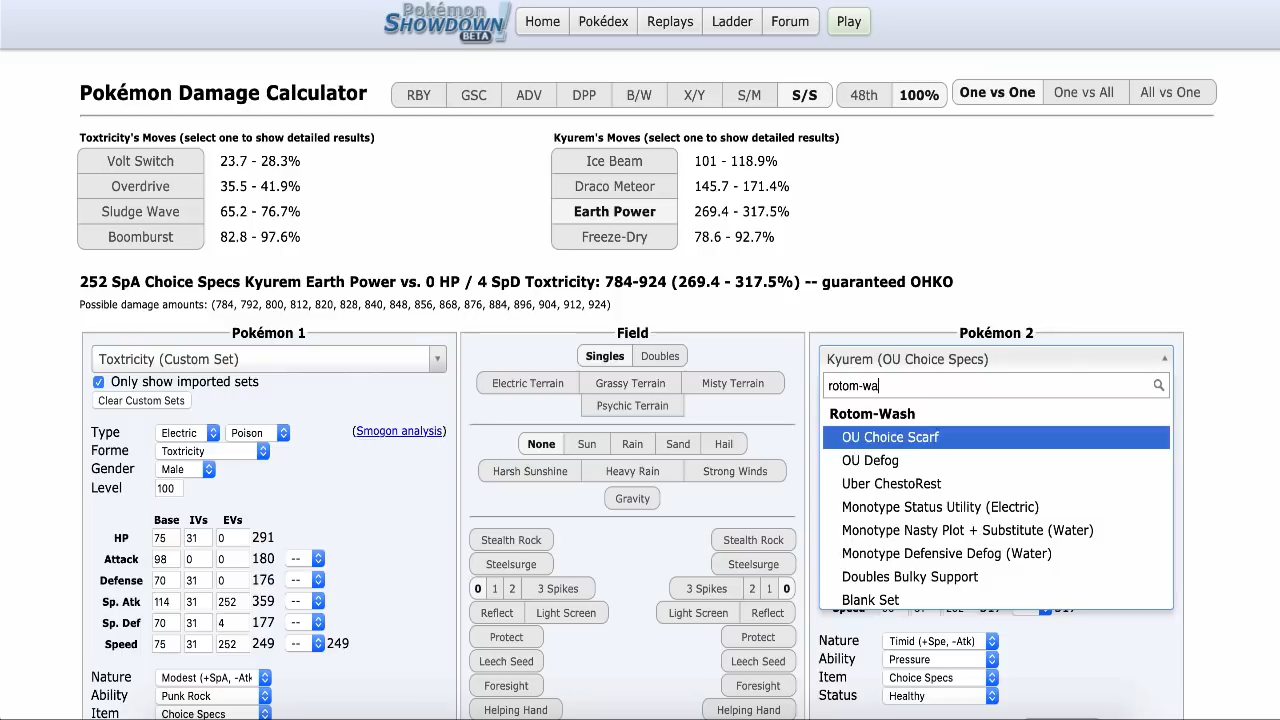 Pokémon SHOWDOWN! BETA
Home Pokédex Replays Ladder Forum Play
Pokémon Damage Calculator RBY GSC ADV DPP B/W X/Y S/M S/S 48th 100% One vs One One vs All All vs One
Toxtricity's Moves (select one to show detailed results)
Volt Switch 23.7 - 28.3%
Overdrive 35.5 - 41.9%
Sludge Wave 65.2 - 76.7%
Boomburst 82.8 - 97.6%
Kyurem's Moves (select one to show detailed results)
Ice Beam 101 - 118.9%
Draco Meteor 145.7 - 171.4%
Earth Power 269.4 - 317.5%
Freeze-Dry 78.6 - 92.7%
252 SpA Choice Specs Kyurem Earth Power vs. 0 HP / 4 SpD Toxtricity: 784-924 (269.4 - 317.5%) -- guaranteed OHKO
Possible damage amounts: (784, 792, 800, 812, 820, 828, 840, 848, 856, 868, 876, 884, 896, 904, 912, 924)
Pokémon 1
Toxtricity (Custom Set)
Only show imported sets
Clear Custom Sets
Type Electric Poison (Smogon analysis)
Forme Toxtricity
Gender Male
Level 100
Base IVs EVs
HP 75 31 0 291
Attack 98 0 0 180 --
Defense 70 31 0 176 --
Sp. Atk 114 31 252 359 --
Sp. Def 70 31 4 177 --
Speed 75 31 252 249 -- 249
Nature Modest (+SpA, -Atk
Ability Punk Rock
Item Choice Specs
Field
Singles Doubles
Electric Terrain Grassy Terrain Misty Terrain
Psychic Terrain
None Sun Rain Sand Hail
Harsh Sunshine Heavy Rain Strong Winds
Gravity
Stealth Rock Stealth Rock
Steelsurge Steelsurge
0 1 2 3 Spikes 3 Spikes 2 1 0
Reflect Light Screen Light Screen Reflect
Protect Protect
Leech Seed Leech Seed
Foresight Foresight
Helping Hand Helping Hand
Pokémon 2
Kyurem (OU Choice Specs)
rotom-wa
Rotom-Wash
OU Choice Scarf
OU Defog
Uber ChestoRest
Monotype Status Utility (Electric)
Monotype Nasty Plot + Substitute (Water)
Monotype Defensive Defog (Water)
Doubles Bulky Support
Blank Set
Nature Timid (+Spe, -Atk)
Ability Pressure
Item Choice Specs
Status Healthy